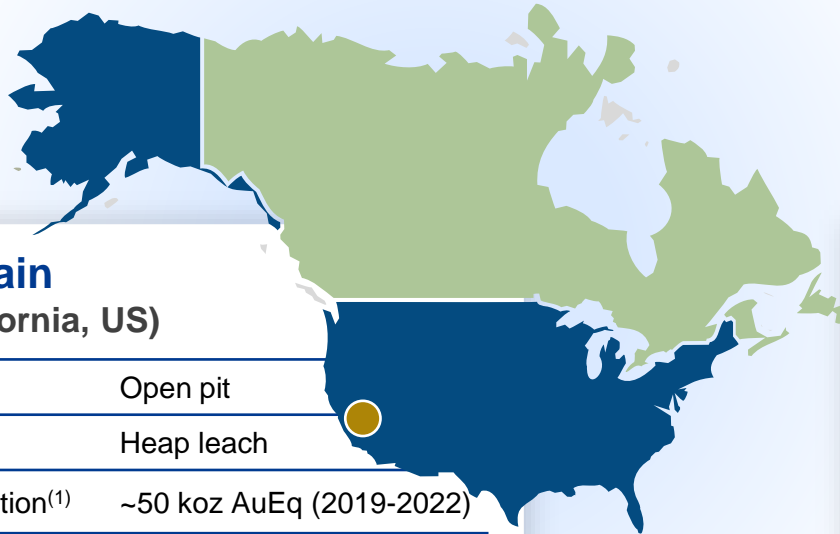 ain
ornia, US)
Open pit
Heap leach
tion(1) ~50 koz AuEq (2019-2022)